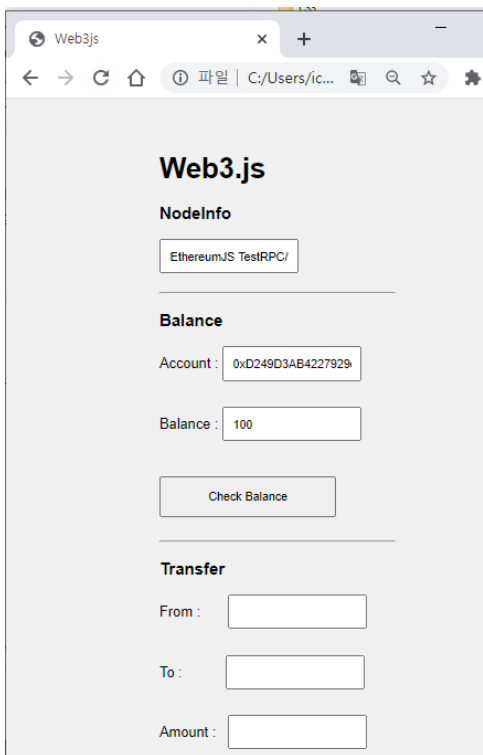 Web3js
파일 | C:/Users/ic...
Web3.js
NodeInfo
EthereumJS TestRPC/
Balance
Account : 0xD249D3AB4227929
Balance : 100
Check Balance
Transfer
From :
To :
Amount :